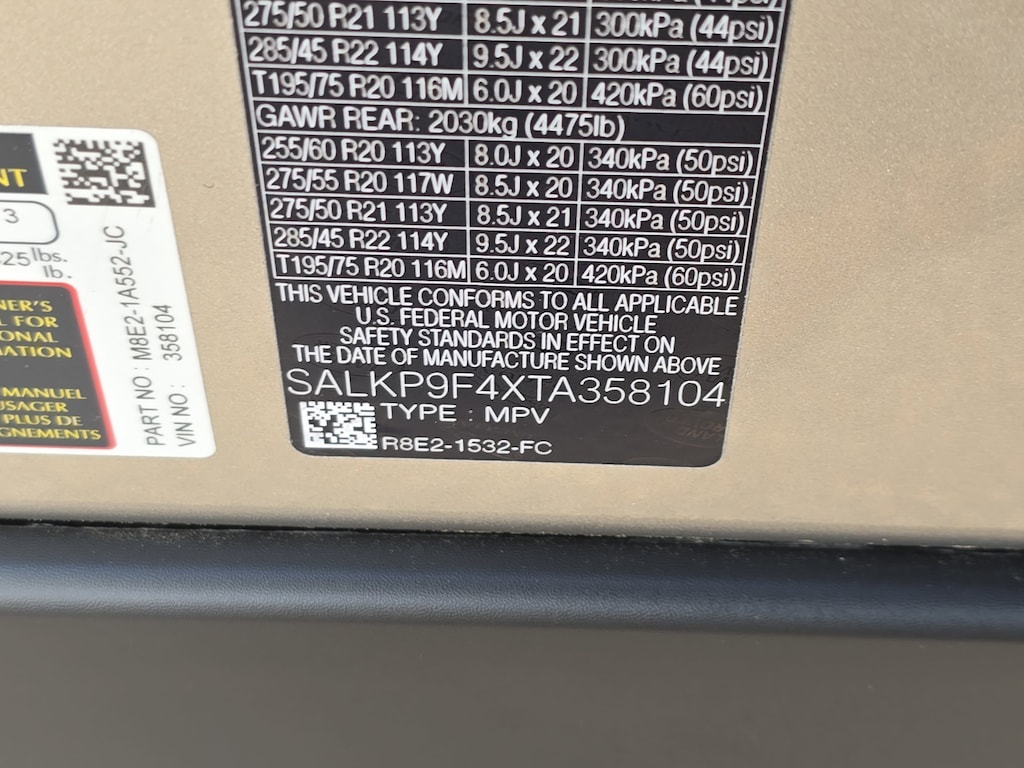 275/50 R21 113Y 8.5J x 21 300kPa (44psi)
285/45 R22 114Y 9.5J x 22 300kPa (44psi)
T195/75 R20 116M 6.0J x 20 420kPa (60psi)
GAWR REAR: 2030kg (4475lb)
255/60 R20 113Y 8.0J x 20 340kPa (50psi)
275/55 R20 117W 8.5J x 20 340kPa (50psi)
275/50 R21 113Y 8.5J x 21 340kPa (50psi)
285/45 R22 114Y 9.5J x 22 340kPa (50psi)
T195/75 R20 116M 6.0J x 20 420kPa (60psi)
THIS VEHICLE CONFORMS TO ALL APPLICABLE
U.S. FEDERAL MOTOR VEHICLE
SAFETY STANDARDS IN EFFECT ON
THE DATE OF MANUFACTURE SHOWN ABOVE
SALKP9F4XTA358104
TYPE : MPV
R8E2-1532-FC
NT
3
25 lbs.
lb.
NER'S
L FOR
ONAL
MATION
MANUEL
USAGER
PLUS DE
GNEMENTS
PART NO : M8E2-1A552-JC
VIN NO : 358104